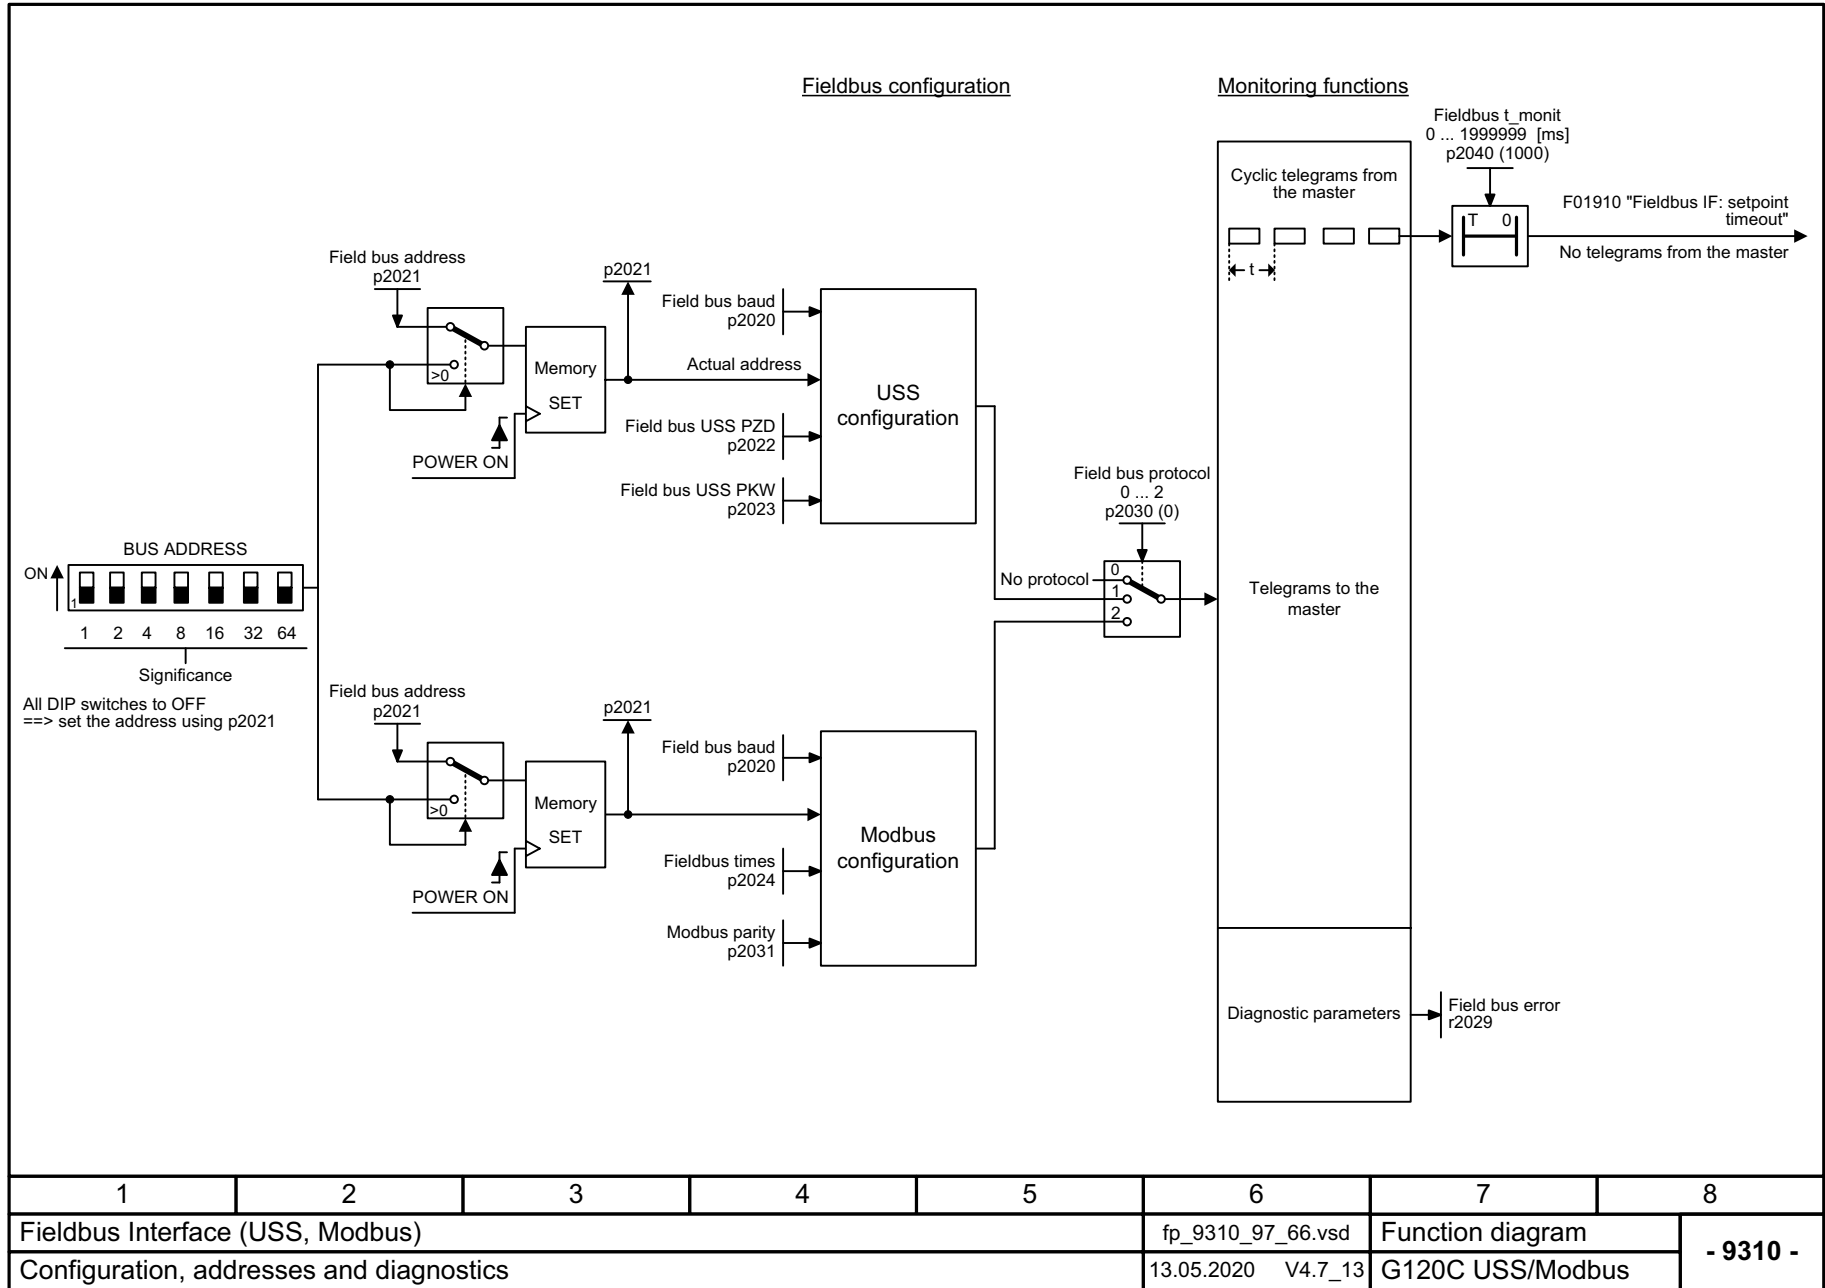 Fieldbus configuration
Monitoring functions
Fieldbus t_monit
0 ... 1999999 [ms]
p2040 (1000)
Cyclic telegrams from
the master
T 0
F01910 "Fieldbus IF: setpoint
timeout"
No telegrams from the master
t
Field bus address
p2021
>0
Memory
SET
POWER ON
p2021
Field bus baud
p2020
Actual address
Field bus USS PZD
p2022
Field bus USS PKW
p2023
USS
configuration
Field bus protocol
0 ... 2
p2030 (0)
No protocol
0
1
2
Telegrams to the
master
BUS ADDRESS
ON
1
1 2 4 8 16 32 64
Significance
All DIP switches to OFF
==> set the address using p2021
Field bus address
p2021
>0
Memory
SET
POWER ON
p2021
Field bus baud
p2020
Fieldbus times
p2024
Modbus parity
p2031
Modbus
configuration
Diagnostic parameters
Field bus error
r2029
1 2 3 4 5 6 7 8
Fieldbus Interface (USS, Modbus) fp_9310_97_66.vsd Function diagram
- 9310 -
Configuration, addresses and diagnostics 13.05.2020 V4.7_13 G120C USS/Modbus